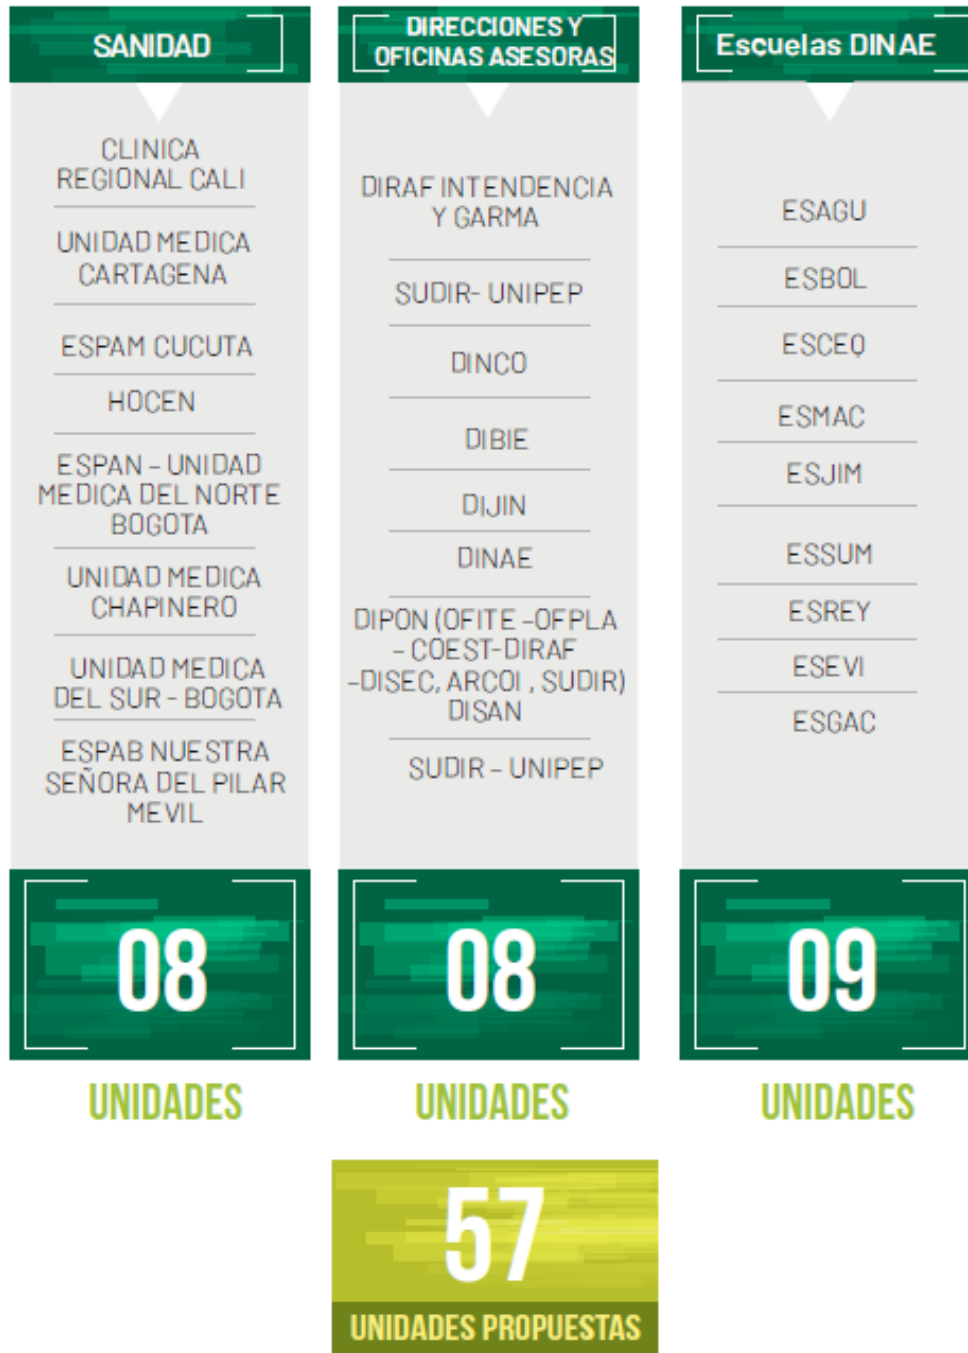 SANIDAD
CLINICA
REGIONAL CALI
UNIDAD MEDICA
CARTAGENA
ESPAM CUCUTA
HOCEN
ESPAN - UNIDAD
MEDICA DEL NORTE
BOGOTA
UNIDAD MEDICA
CHAPINERO
UNIDAD MEDICA
DEL SUR - BOGOTA
ESPAB NUESTRA
SEÑORA DEL PILAR
MEVIL
08
UNIDADES
DIRECCIONES Y
OFICINAS ASESORAS
DIRAF INTENDENCIA
Y GARMA
SUDIR- UNIPEP
DINCO
DIBIE
DIJIN
DINAE
DIPON (OFITE -OFPLA
- COEST-DIRAF
-DISEC, ARCOI , SUDIR)
DISAN
SUDIR - UNIPEP
08
UNIDADES
Escuelas DINAE
ESAGU
ESBOL
ESCEQ
ESMAC
ESJIM
ESSUM
ESREY
ESEVI
ESGAC
09
UNIDADES
57
UNIDADES PROPUESTAS